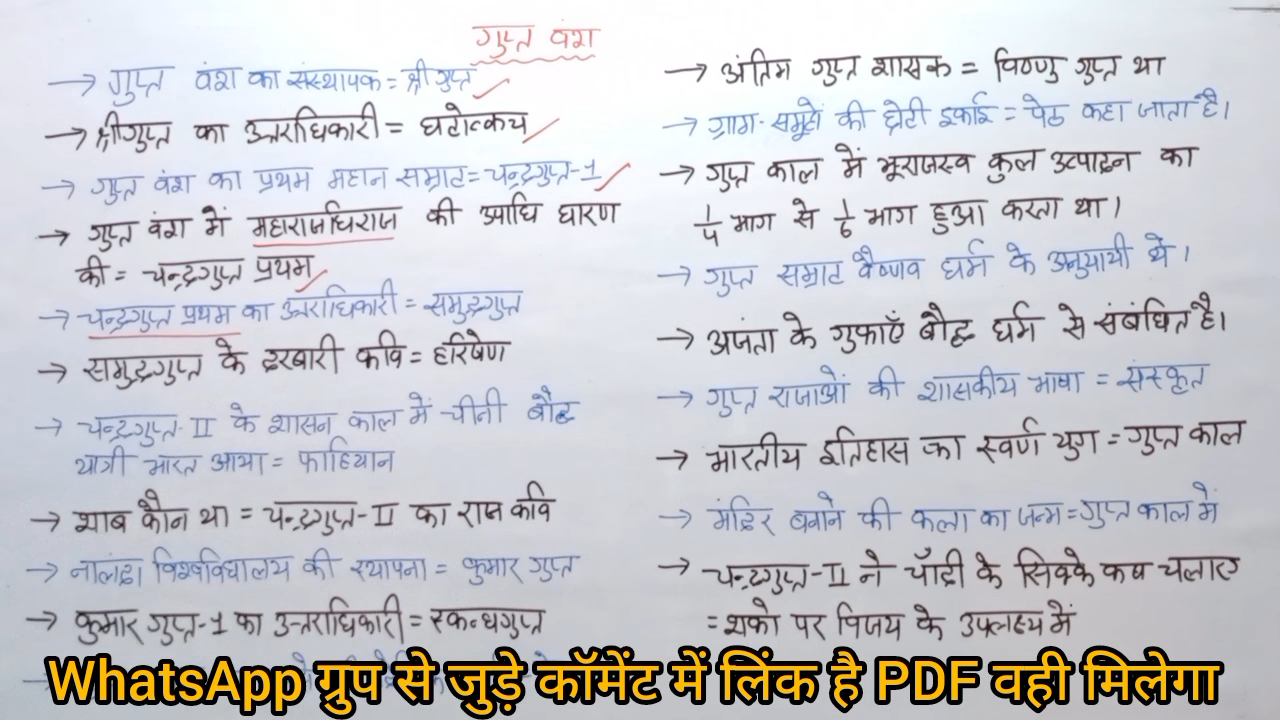 गुप्त वंश
→ गुप्त वंश का संस्थापक = श्री गुप्त
→ श्रीगुप्त का उत्तराधिकारी = घटोत्कच
→ गुप्त वंश का प्रथम महान सम्राट = चन्द्रगुप्त-1
→ गुप्त वंश में महाराजधिराज की उपाधि धारण
की = चन्द्रगुप्त प्रथम
→ चन्द्रगुप्त प्रथम का उत्तराधिकारी = समुद्रगुप्त
→ समुद्रगुप्त के दरबारी कवि = हरिषेण
→ चन्द्रगुप्त-II के शासन काल में चीनी बौद्ध
यात्री भारत आया = फाहियान
→ शाब कौन था = चन्द्रगुप्त-II का राज कवि
→ नालंदा विश्वविद्यालय की स्थापना = कुमार गुप्त
→ कुमार गुप्त-1 का उत्तराधिकारी = स्कन्धगुप्त
→ अंतिम गुप्त शासक = विष्णु गुप्त था
→ ग्राम-समूहों की छोटी इकाई = पेठ कहा जाता है।
→ गुप्त काल में भूराजस्व कुल उत्पादन का
1/4 भाग से 1/6 भाग हुआ करता था।
→ गुप्त सम्राट वैष्णव धर्म के अनुयायी थे।
→ अजंता के गुफाएँ बौद्ध धर्म से संबंधित है।
→ गुप्त राजाओं की शासकीय भाषा = संस्कृत
→ भारतीय इतिहास का स्वर्ण युग = गुप्त काल
→ मंदिर बनाने की कला का जन्म = गुप्त काल में
→ चन्द्रगुप्त-II ने चाँदी के सिक्के कब चलाए
= शको पर विजय के उपलक्ष्य में
WhatsApp ग्रुप से जुड़े कॉमेंट में लिंक है PDF वही मिलेगा